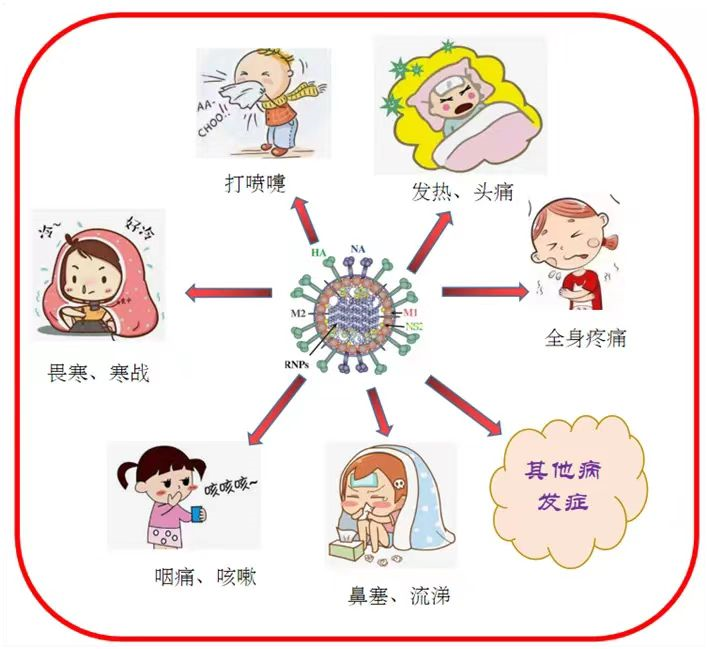 AA-
CHOO!!
打喷嚏
发热、头痛
冷~
好冷
畏寒、寒战
HA
NA
M2
M1
NS2
RNPs
全身疼痛
咳咳咳~
咽痛、咳嗽
鼻塞、流涕
其他病
发症